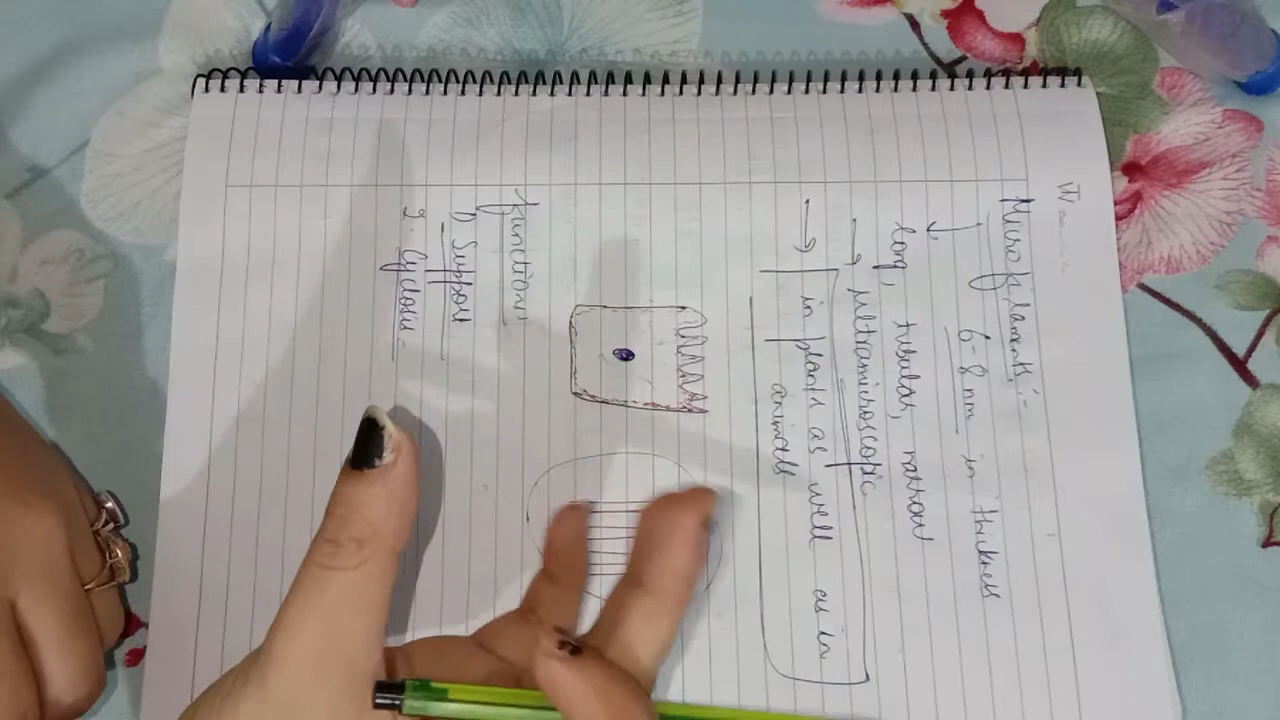 Microfilaments:-
6-8 nm in thickness
long, tubular, narrow
→ ultramicroscopic
→ in plants as well as in
animals
function
1) Support
2. Cyclosis